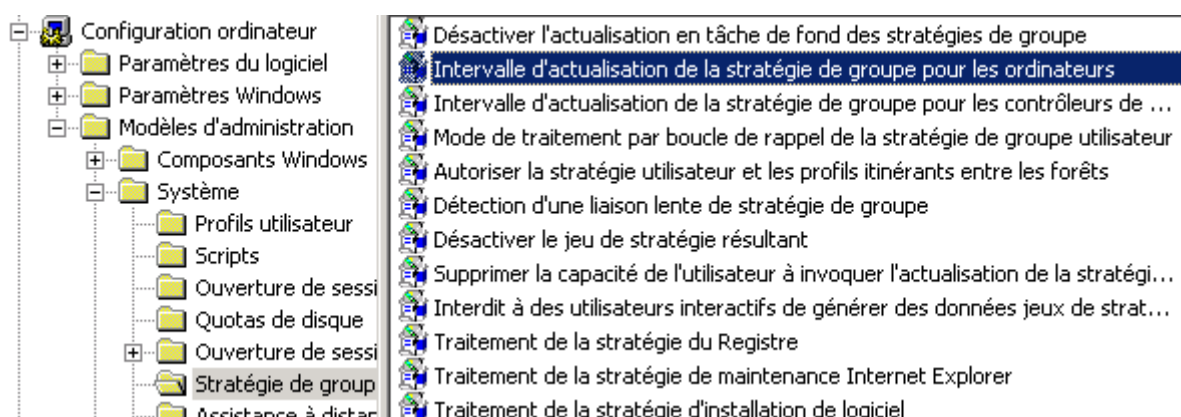 Configuration ordinateur
Paramètres du logiciel
Paramètres Windows
Modèles d'administration
Composants Windows
Système
Profils utilisateur
Scripts
Ouverture de sessi
Quotas de disque
Ouverture de sessi
Stratégie de group
Assistance à distan
Désactiver l'actualisation en tâche de fond des stratégies de groupe
Intervalle d'actualisation de la stratégie de groupe pour les ordinateurs
Intervalle d'actualisation de la stratégie de groupe pour les contrôleurs de ...
Mode de traitement par boucle de rappel de la stratégie de groupe utilisateur
Autoriser la stratégie utilisateur et les profils itinérants entre les forêts
Détection d'une liaison lente de stratégie de groupe
Désactiver le jeu de stratégie résultant
Supprimer la capacité de l'utilisateur à invoquer l'actualisation de la stratégi...
Interdit à des utilisateurs interactifs de générer des données jeux de strat...
Traitement de la stratégie du Registre
Traitement de la stratégie de maintenance Internet Explorer
Traitement de la stratégie d'installation de logiciel